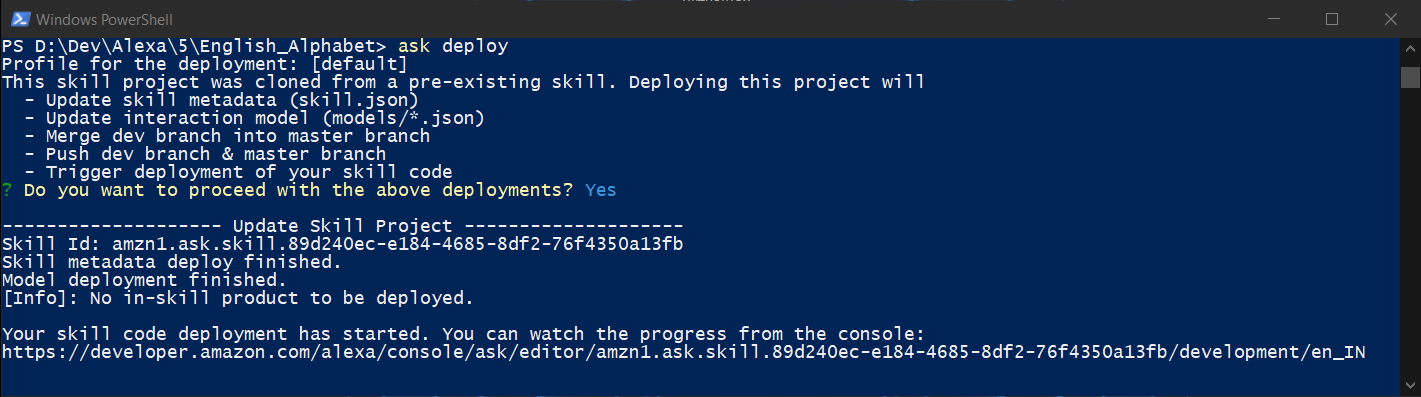 Windows PowerShell
PS D:\Dev\Alexa\5\English_Alphabet> ask deploy
Profile for the deployment: [default]
This skill project was cloned from a pre-existing skill. Deploying this project will
  - Update skill metadata (skill.json)
  - Update interaction model (models/*.json)
  - Merge dev branch into master branch
  - Push dev branch & master branch
  - Trigger deployment of your skill code
? Do you want to proceed with the above deployments? Yes
-------------------- Update Skill Project --------------------
Skill Id: amzn1.ask.skill.89d240ec-e184-4685-8df2-76f4350a13fb
Skill metadata deploy finished.
Model deployment finished.
[Info]: No in-skill product to be deployed.
Your skill code deployment has started. You can watch the progress from the console:
https://developer.amazon.com/alexa/console/ask/editor/amzn1.ask.skill.89d240ec-e184-4685-8df2-76f4350a13fb/development/en_IN